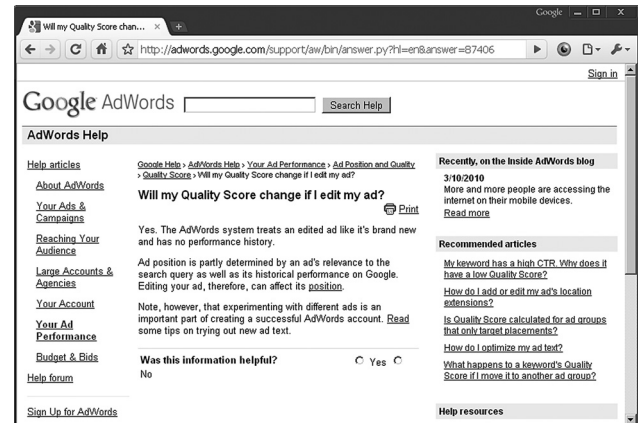 Google
Will my Quality Score chan...
http://adwords.google.com/support/aw/bin/answer.py?hl=en&answer=87406
Sign in
Google AdWords
Search Help
AdWords Help
Help articles
About AdWords
Your Ads &
Campaigns
Reaching Your
Audience
Large Accounts &
Agencies
Your Account
Your Ad
Performance
Budget & Bids
Help forum
Sign Up for AdWords
Google Help › AdWords Help › Your Ad Performance › Ad Position and Quality
› Quality Score › Will my Quality Score change if I edit my ad?
Will my Quality Score change if I edit my ad?
Print
Yes. The AdWords system treats an edited ad like it's brand new
and has no performance history.
Ad position is partly determined by an ad's relevance to the
search query as well as its historical performance on Google.
Editing your ad, therefore, can affect its position.
Note, however, that experimenting with different ads is an
important part of creating a successful AdWords account. Read
some tips on trying out new ad text.
Was this information helpful?
Yes
No
Recently, on the Inside AdWords blog
3/10/2010
More and more people are accessing the
internet on their mobile devices.
Read more
Recommended articles
My keyword has a high CTR. Why does it
have a low Quality Score?
How do I add or edit my ad's location
extensions?
Is Quality Score calculated for ad groups
that only target placements?
How do I optimize my ad text?
What happens to a keyword's Quality
Score if I move it to another ad group?
Help resources